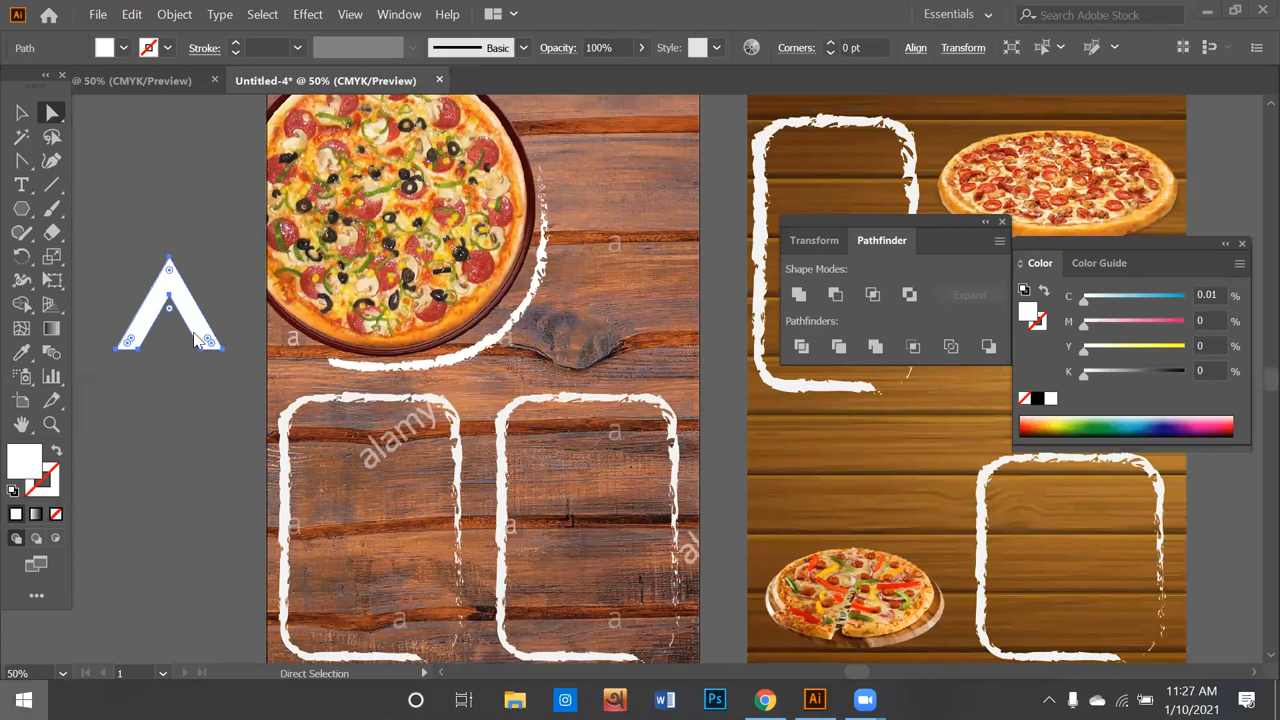 File Edit Object Type Select Effect View Window Help Essentials Search Adobe Stock
Path Stroke: Basic Opacity: 100% Style: Corners: 0 pt Align Transform
@ 50% (CMYK/Preview) Untitled-4* @ 50% (CMYK/Preview)
a
Transform Pathfinder
Shape Modes:
Expand
Pathfinders:
Color Color Guide
C 0.01 %
M 0 %
Y 0 %
K 0 %
a
alamy
a
a a
a a
50% 1 Direct Selection
11:27 AM
1/10/2021